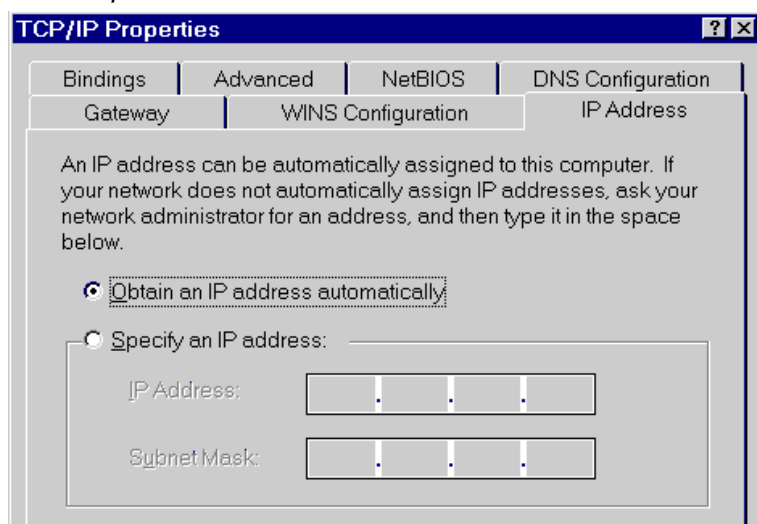 TCP/IP Properties
Bindings Advanced NetBIOS DNS Configuration
Gateway WINS Configuration IP Address
An IP address can be automatically assigned to this computer. If
your network does not automatically assign IP addresses, ask your
network administrator for an address, and then type it in the space
below.
Obtain an IP address automatically
Specify an IP address:
IP Address:
Subnet Mask: